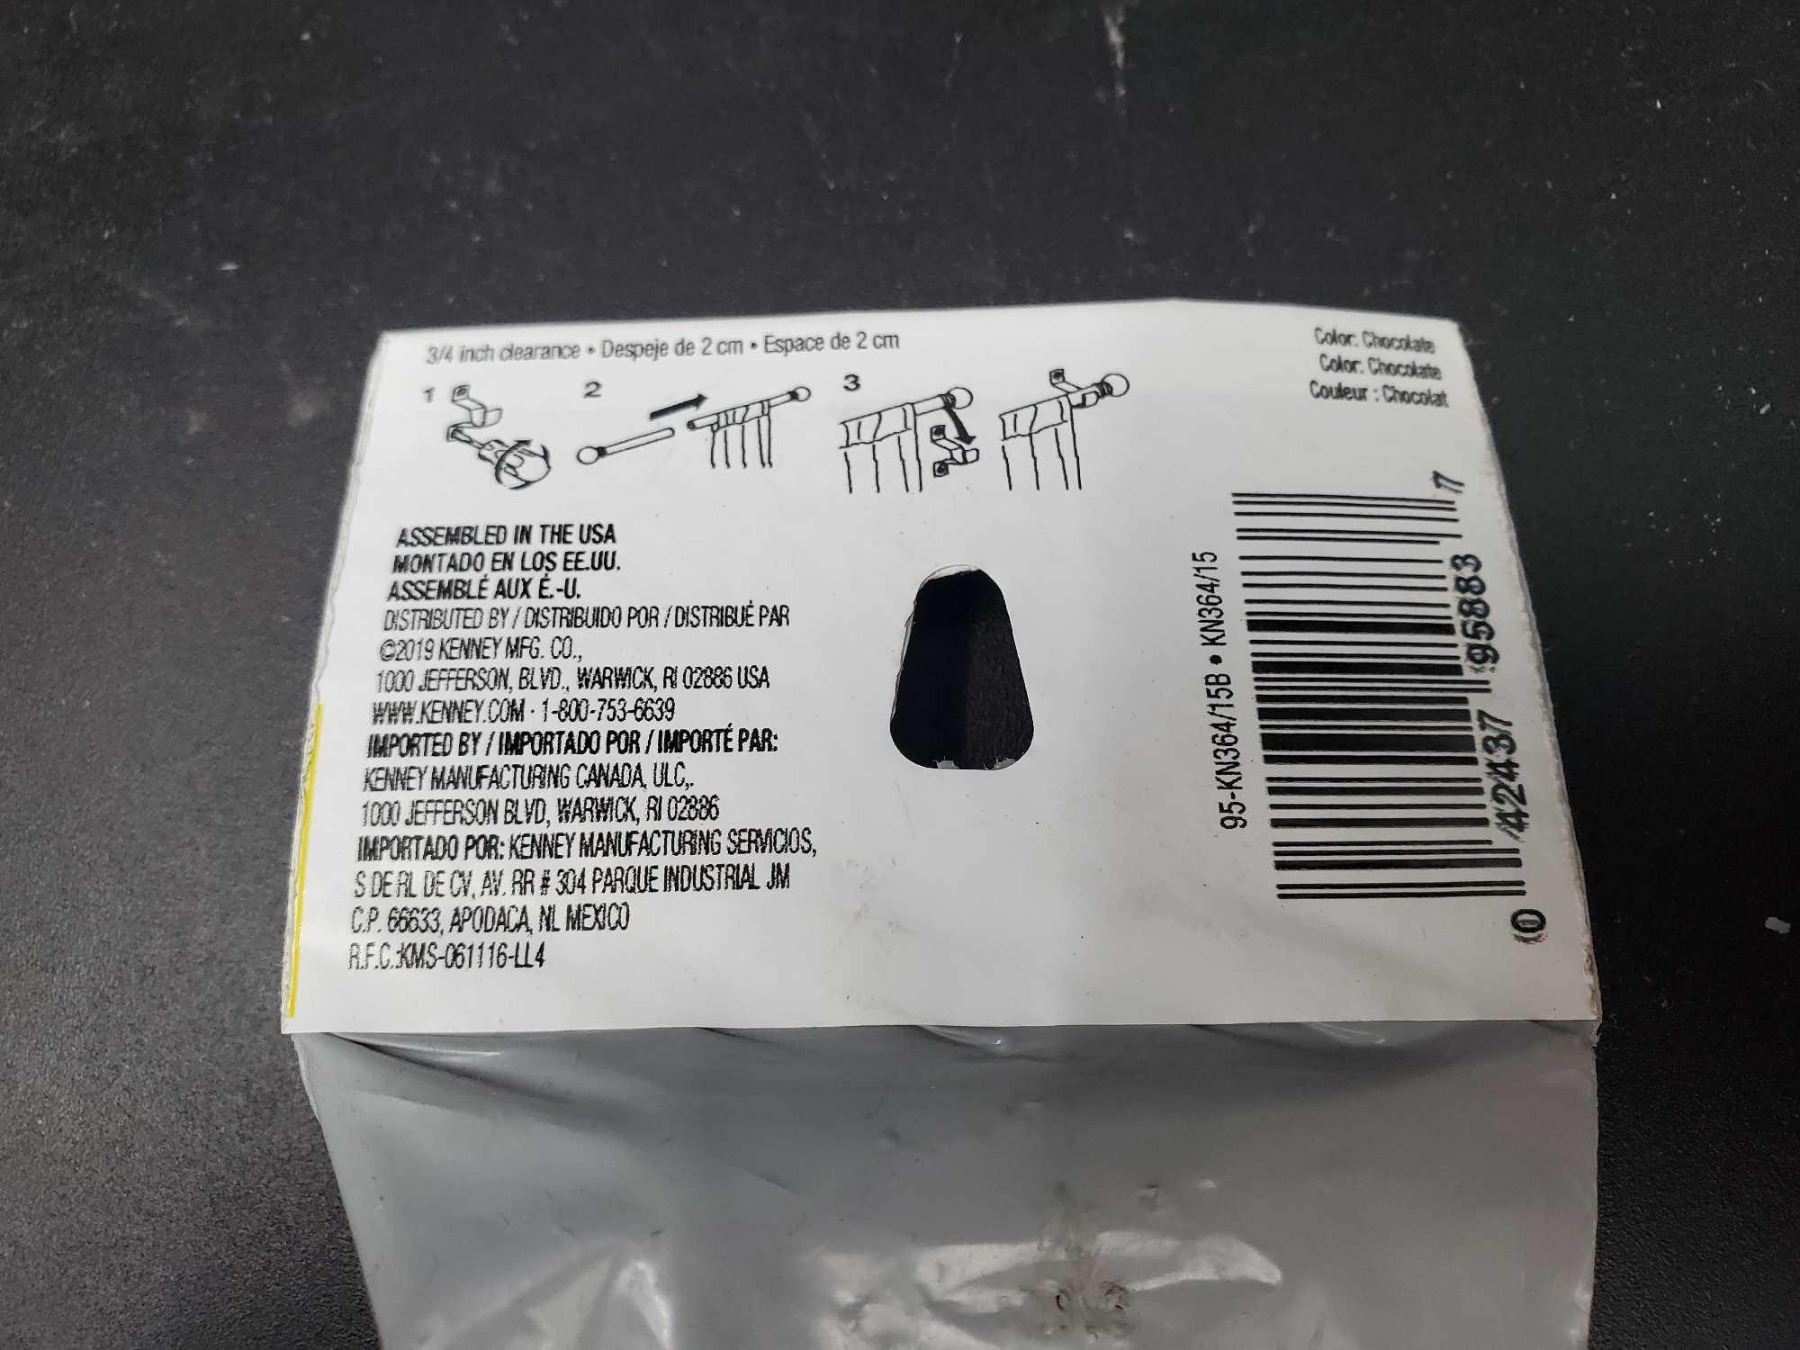 3/4 inch clearance • Despeje de 2 cm • Espace de 2 cm
Color: Chocolate
Color: Chocolate
Couleur : Chocolat
1
2
3
ASSEMBLED IN THE USA
MONTADO EN LOS EE.UU.
ASSEMBLÉ AUX É.-U.
DISTRIBUTED BY / DISTRIBUIDO POR / DISTRIBUÉ PAR
©2019 KENNEY MFG. CO.,
1000 JEFFERSON, BLVD., WARWICK, RI 02886 USA
WWW.KENNEY.COM · 1-800-753-6639
IMPORTED BY / IMPORTADO POR / IMPORTÉ PAR:
KENNEY MANUFACTURING CANADA, ULC,.
1000 JEFFERSON BLVD, WARWICK, RI 02886
IMPORTADO POR: KENNEY MANUFACTURING SERVICIOS,
S DE RL DE CV, AV. RR # 304 PARQUE INDUSTRIAL JM
C.P. 66633, APODACA, NL MEXICO
R.F.C.:KMS-061116-LL4
95-KN364/15B • KN364/15
0 42437 95883 7